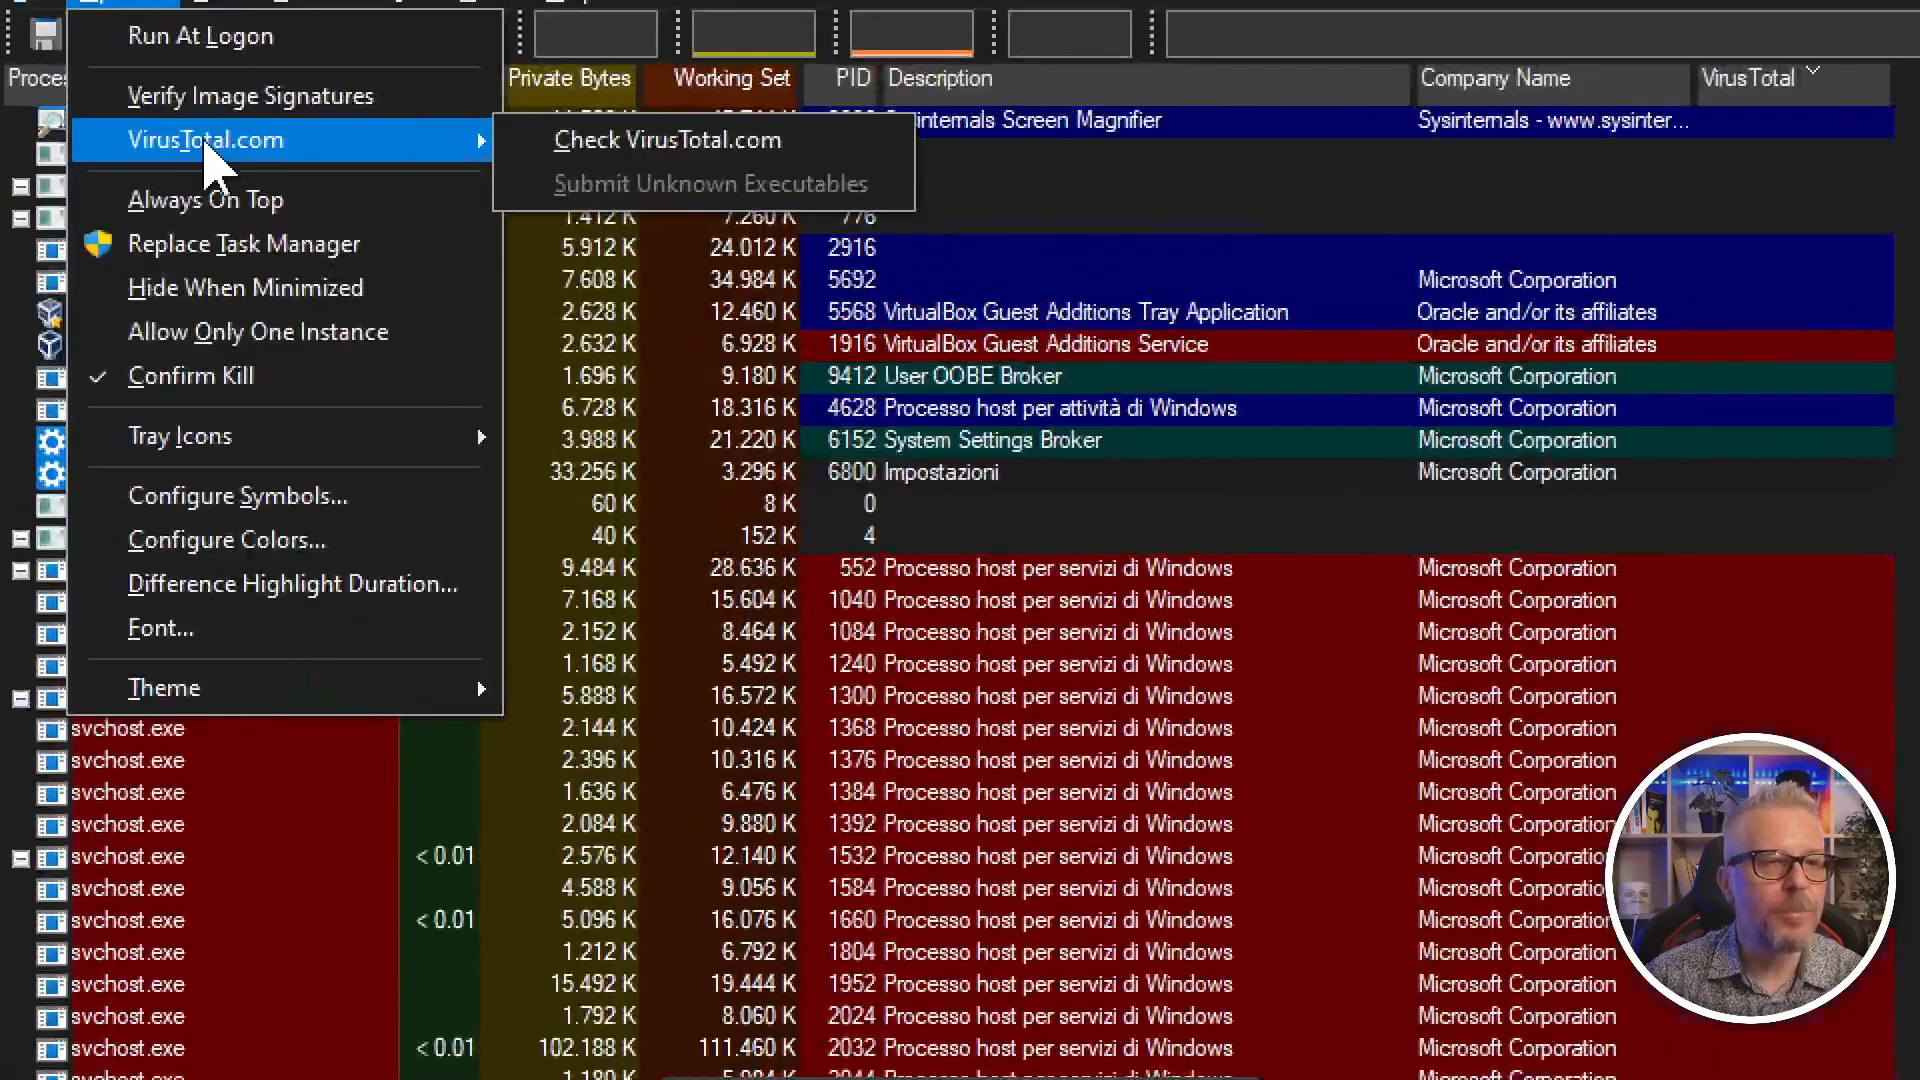 Run At Logon
Verify Image Signatures
VirusTotal.com
Always On Top
Replace Task Manager
Hide When Minimized
Allow Only One Instance
Confirm Kill
Tray Icons
Configure Symbols...
Configure Colors...
Difference Highlight Duration...
Font...
Theme
Check VirusTotal.com
Submit Unknown Executables
Private Bytes Working Set PID Description Company Name VirusTotal
Sysinternals - www.sysinter...
1.412 K 7.260 K 776
5.912 K 24.012 K 2916
7.608 K 34.984 K 5692 Microsoft Corporation
2.628 K 12.460 K 5568 VirtualBox Guest Additions Tray Application Oracle and/or its affiliates
2.632 K 6.928 K 1916 VirtualBox Guest Additions Service Oracle and/or its affiliates
1.696 K 9.180 K 9412 User OOBE Broker Microsoft Corporation
6.728 K 18.316 K 4628 Processo host per attività di Windows Microsoft Corporation
3.988 K 21.220 K 6152 System Settings Broker Microsoft Corporation
33.256 K 3.296 K 6800 Impostazioni Microsoft Corporation
60 K 8 K 0
40 K 152 K 4
9.484 K 28.636 K 552 Processo host per servizi di Windows Microsoft Corporation
7.168 K 15.604 K 1040 Processo host per servizi di Windows Microsoft Corporation
2.152 K 8.464 K 1084 Processo host per servizi di Windows Microsoft Corporation
1.168 K 5.492 K 1240 Processo host per servizi di Windows Microsoft Corporation
5.888 K 16.572 K 1300 Processo host per servizi di Windows Microsoft Corporation
svchost.exe 2.144 K 10.424 K 1368 Processo host per servizi di Windows Microsoft Corporation
svchost.exe 2.396 K 10.316 K 1376 Processo host per servizi di Windows Microsoft Corporation
svchost.exe 1.636 K 6.476 K 1384 Processo host per servizi di Windows Microsoft Corporation
svchost.exe 2.084 K 9.880 K 1392 Processo host per servizi di Windows Microsoft Corporation
svchost.exe < 0.01 2.576 K 12.140 K 1532 Processo host per servizi di Windows Microsoft Corporation
svchost.exe 4.588 K 9.056 K 1584 Processo host per servizi di Windows Microsoft Corporation
svchost.exe < 0.01 5.096 K 16.076 K 1660 Processo host per servizi di Windows Microsoft Corporation
svchost.exe 1.212 K 6.792 K 1804 Processo host per servizi di Windows Microsoft Corporation
svchost.exe 15.492 K 19.444 K 1952 Processo host per servizi di Windows Microsoft Corporation
svchost.exe 1.792 K 8.060 K 2024 Processo host per servizi di Windows Microsoft Corporation
svchost.exe < 0.01 102.188 K 111.460 K 2032 Processo host per servizi di Windows Microsoft Corporation